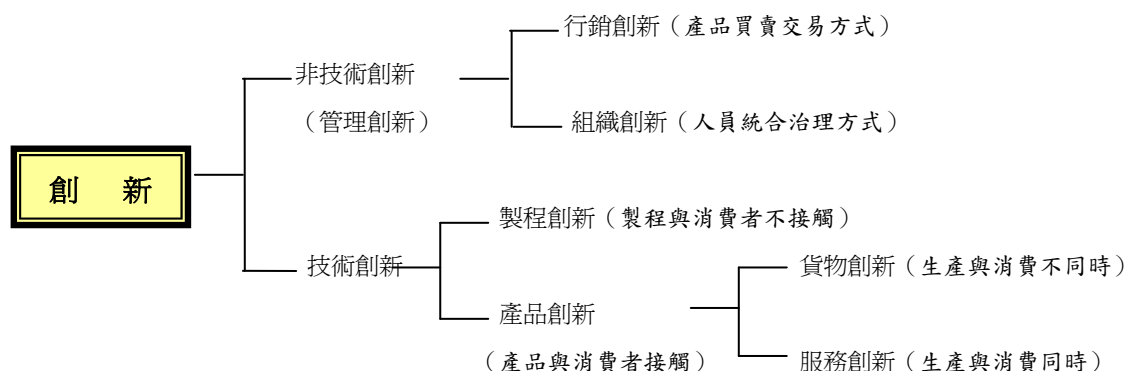 行銷創新（產品買賣交易方式）
非技術創新
（管理創新）
組織創新（人員統合治理方式）
創 新
製程創新（製程與消費者不接觸）
技術創新
貨物創新（生產與消費不同時）
產品創新
（產品與消費者接觸）
服務創新（生產與消費同時）